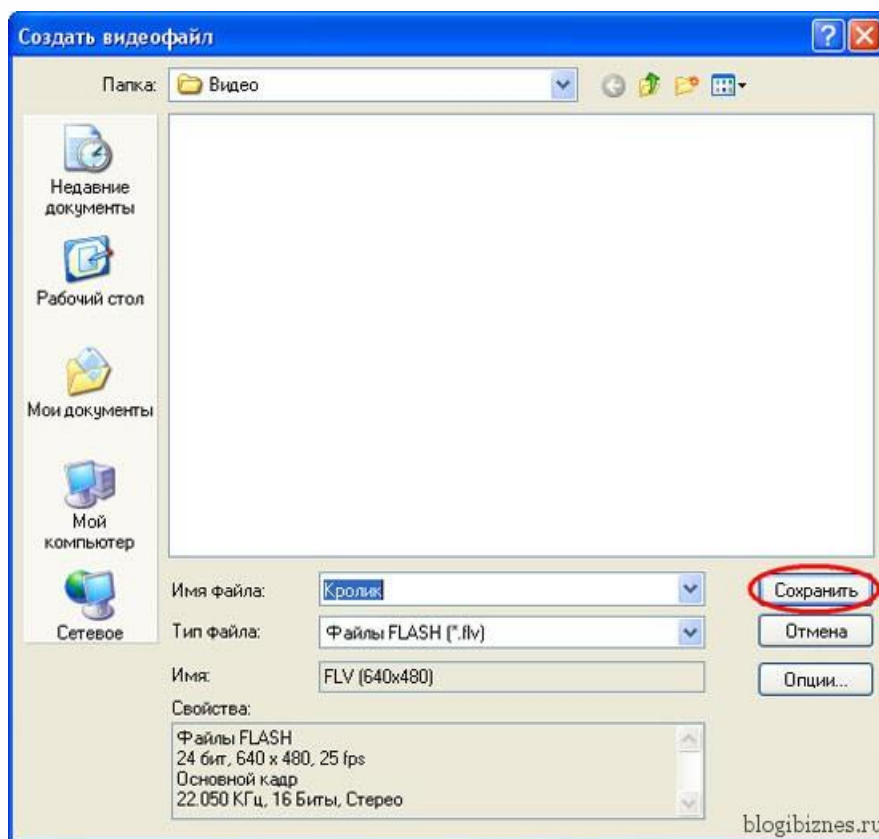 Создать видеофайл
Папка:
Видео
Недавние
документы
Рабочий стол
Мои документы
Мой
компьютер
Сетевое
Имя файла:
Кролик
Сохранить
Тип файла:
Файлы FLASH (*.flv)
Отмена
Имя:
FLV (640x480)
Опции...
Свойства:
Файлы FLASH
24 бит, 640 x 480, 25 fps
Основной кадр
22.050 КГц, 16 Биты, Стерео
blogibiznes.ru